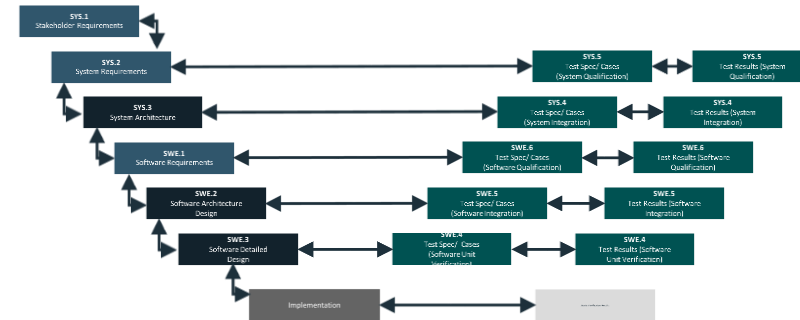 SYS.1
Stakeholder Requirements
SYS.2
System Requirements
SYS.5
Test Spec/ Cases
(System Qualification)
SYS.5
Test Results (System
Qualification)
SYS.3
System Architecture
SYS.4
Test Spec/ Cases
(System Integration)
SYS.4
Test Results (System
Integration)
SWE.1
Software Requirements
SWE.6
Test Spec/ Cases
(Software Qualification)
SWE.6
Test Results (Software
Qualification)
SWE.2
Software Architecture
Design
SWE.5
Test Spec/ Cases
(Software Integration)
SWE.5
Test Results (Software
Integration)
SWE.3
Software Detailed
Design
SWE.4
Test Spec/ Cases
(Software Unit
Verification)
SWE.4
Test Results (Software
Unit Verification)
Implementation